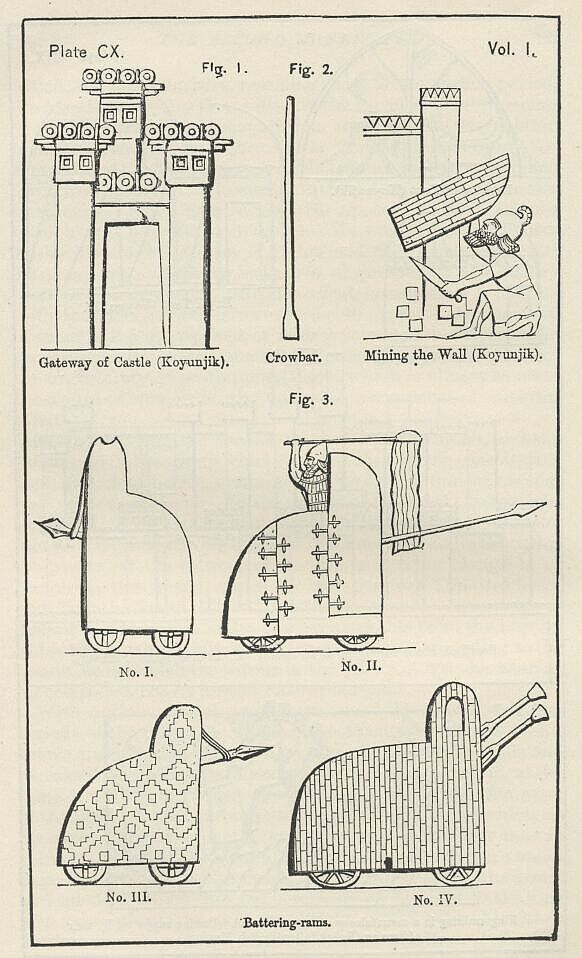 Plate CX.
Vol. I.
Fig. 1.
Fig. 2.
Gateway of Castle (Koyunjik).
Crowbar.
Mining the Wall (Koyunjik).
Fig. 3.
No. I.
No. II.
No. III.
No. IV.
Battering-rams.